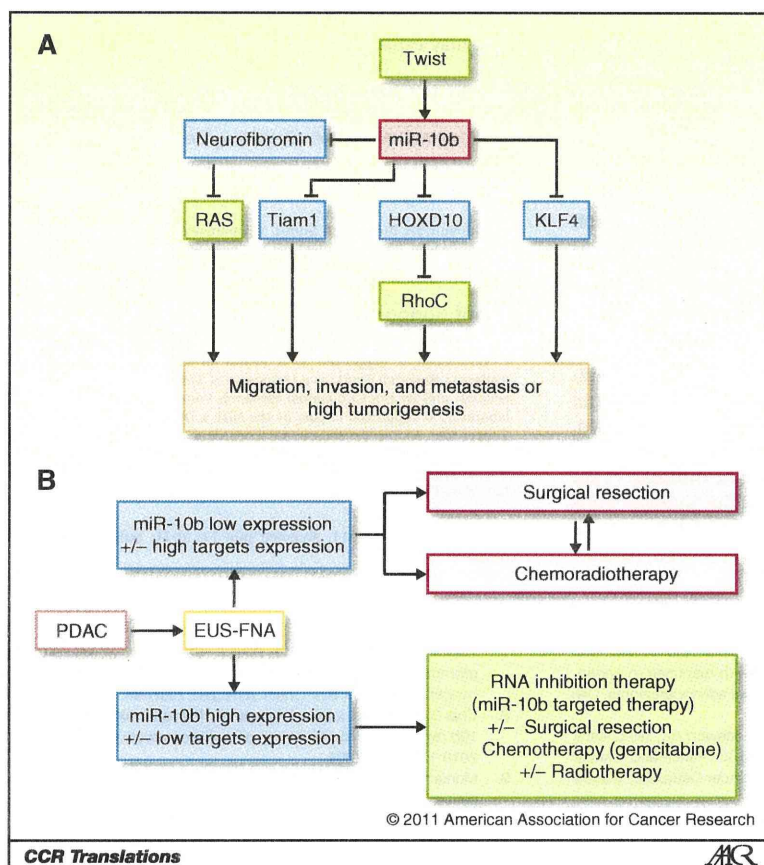 A
Twist
Neurofibromin
miR-10b
RAS
Tiam1
HOXD10
KLF4
RhoC
Migration, invasion, and metastasis or
high tumorigenesis
B
miR-10b low expression
+/– high targets expression
Surgical resection
Chemoradiotherapy
PDAC
EUS-FNA
miR-10b high expression
+/– low targets expression
RNA inhibition therapy
(miR-10b targeted therapy)
+/– Surgical resection
Chemotherapy (gemcitabine)
+/– Radiotherapy
© 2011 American Association for Cancer Research
CCR Translations
AACR